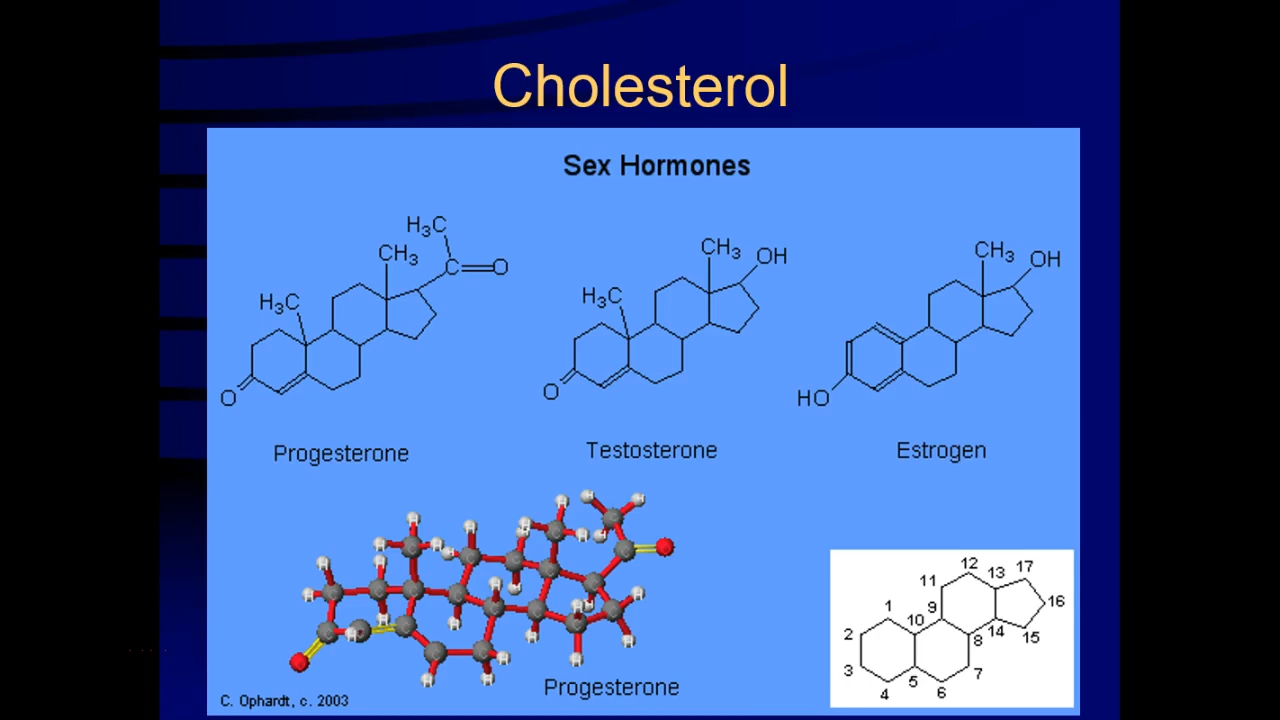 Cholesterol
Sex Hormones
H₃C
CH₃
C
O
H₃C
O
Progesterone
CH₃
OH
H₃C
O
Testosterone
CH₃
OH
HO
Estrogen
H H H H H H H H H H H H H H H H H H H H H H H H H H H H
Progesterone
C. Ophardt, c. 2003
12
17
11
13
16
1
9
10
2
14
15
8
3
7
5
4
6